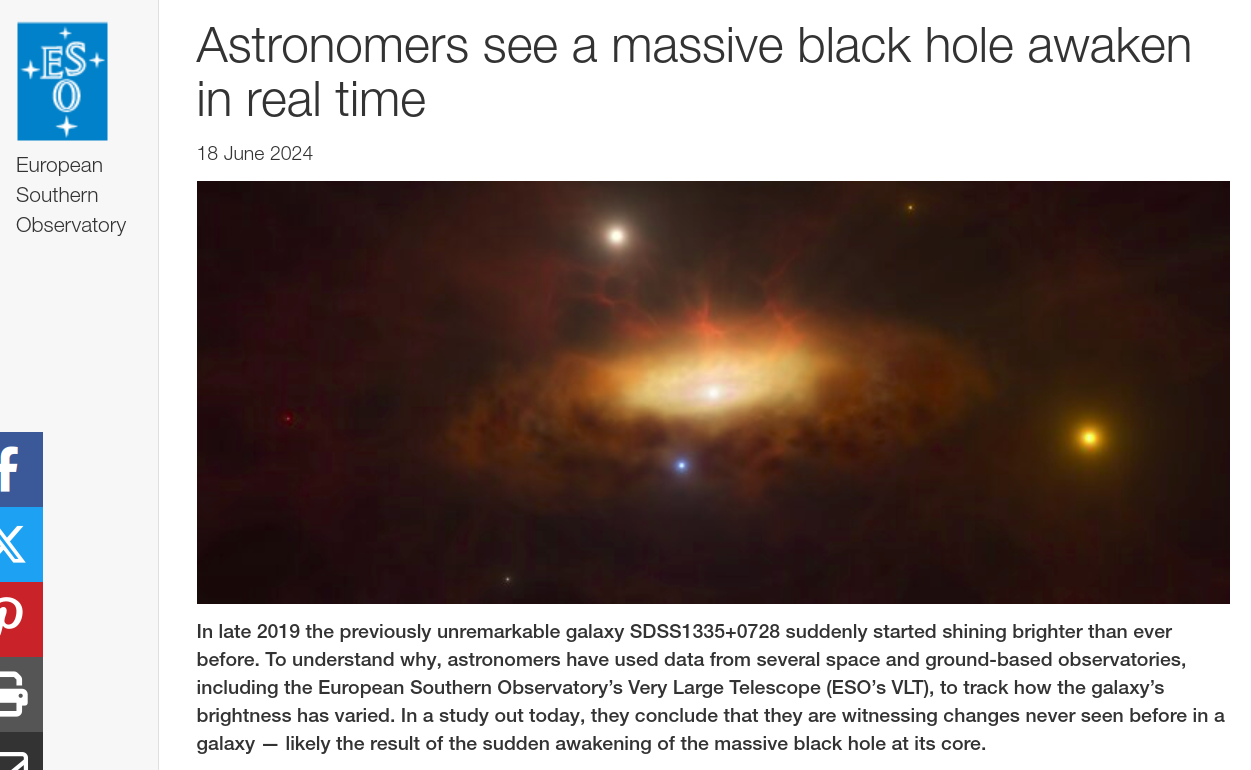 ES
O
European
Southern
Observatory
Astronomers see a massive black hole awaken
in real time
18 June 2024
In late 2019 the previously unremarkable galaxy SDSS1335+0728 suddenly started shining brighter than ever
before. To understand why, astronomers have used data from several space and ground-based observatories,
including the European Southern Observatory’s Very Large Telescope (ESO’s VLT), to track how the galaxy’s
brightness has varied. In a study out today, they conclude that they are witnessing changes never seen before in a
galaxy — likely the result of the sudden awakening of the massive black hole at its core.